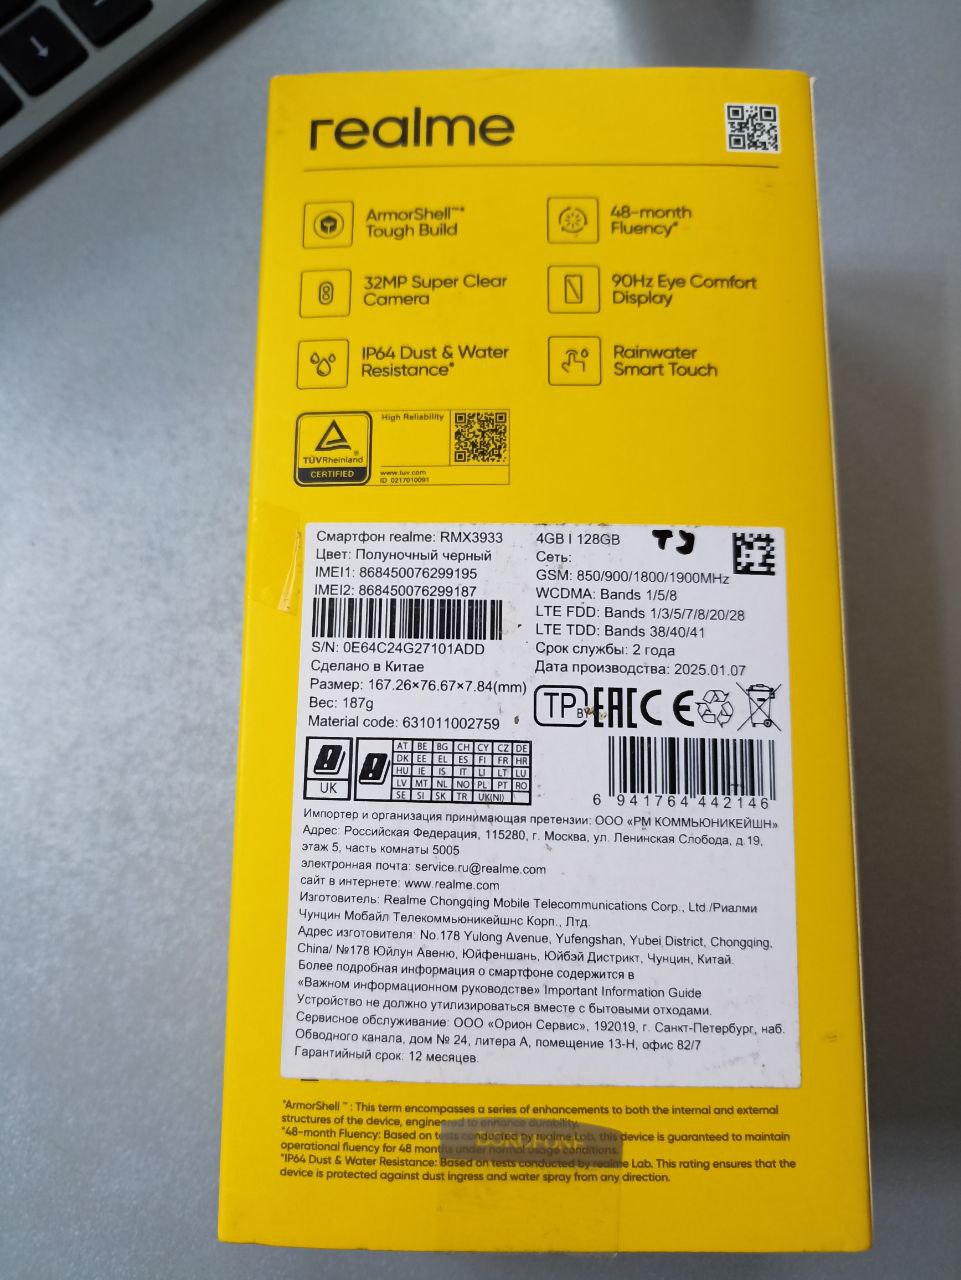 realme
ArmorShell™*
Tough Build
48-month
Fluency*
32MP Super Clear
Camera
90Hz Eye Comfort
Display
IP64 Dust & Water
Resistance*
Rainwater
Smart Touch
TÜVRheinland®
CERTIFIED
High Reliability
www.tuv.com
ID 0217010091
Смартфон realme: RMX3933
Цвет: Полуночный черный
IMEI1: 868450076299195
IMEI2: 868450076299187
S/N: 0E64C24G27101ADD
Сделано в Китае
Размер: 167.26×76.67×7.84(mm)
Вес: 187g
Material code: 631011002759
4GB I 128GB
Сеть:
GSM: 850/900/1800/1900MHz
WCDMA: Bands 1/5/8
LTE FDD: Bands 1/3/5/7/8/20/28
LTE TDD: Bands 38/40/41
Срок службы: 2 года
Дата производства: 2025.01.07
TP BY EAC CE
UK
AT BE BG CH CY CZ DE
DK EE EL ES FI FR HR
HU IE IS IT LI LT LU
LV MT NL NO PL PT RO
SE SI SK TR UK(NI)
6 941764 442146
Импортер и организация принимающая претензии: ООО «РМ КОММЬЮНИКЕЙШН»
Адрес: Российская Федерация, 115280, г. Москва, ул. Ленинская Слобода, д.19,
этаж 5, часть комнаты 5005
электронная почта: service.ru@realme.com
сайт в интернете: www.realme.com
Изготовитель: Realme Chongqing Mobile Telecommunications Corp., Ltd./Риалми
Чунцин Мобайл Телекоммьюникейшнс Корп., Лтд.
Адрес изготовителя: No.178 Yulong Avenue, Yufengshan, Yubei District, Chongqing,
China/ №178 Юйлун Авеню, Юйфеншань, Юйбэй Дистрикт, Чунцин, Китай.
Более подробная информация о смартфоне содержится в
«Важном информационном руководстве» Important Information Guide
Устройство не должно утилизироваться вместе с бытовыми отходами.
Сервисное обслуживание: ООО «Орион Сервис», 192019, г. Санкт-Петербург, наб.
Обводного канала, дом № 24, литера А, помещение 13-Н, офис 82/7
Гарантийный срок: 12 месяцев.
*ArmorShell ™ : This term encompasses a series of enhancements to both the internal and external
structures of the device, engineered to enhance durability.
*48-month Fluency: Based on tests conducted by realme Lab, this device is guaranteed to maintain
operational fluency for 48 months under normal usage conditions.
*IP64 Dust & Water Resistance: Based on tests conducted by realme Lab. This rating ensures that the
device is protected against dust ingress and water spray from any direction.